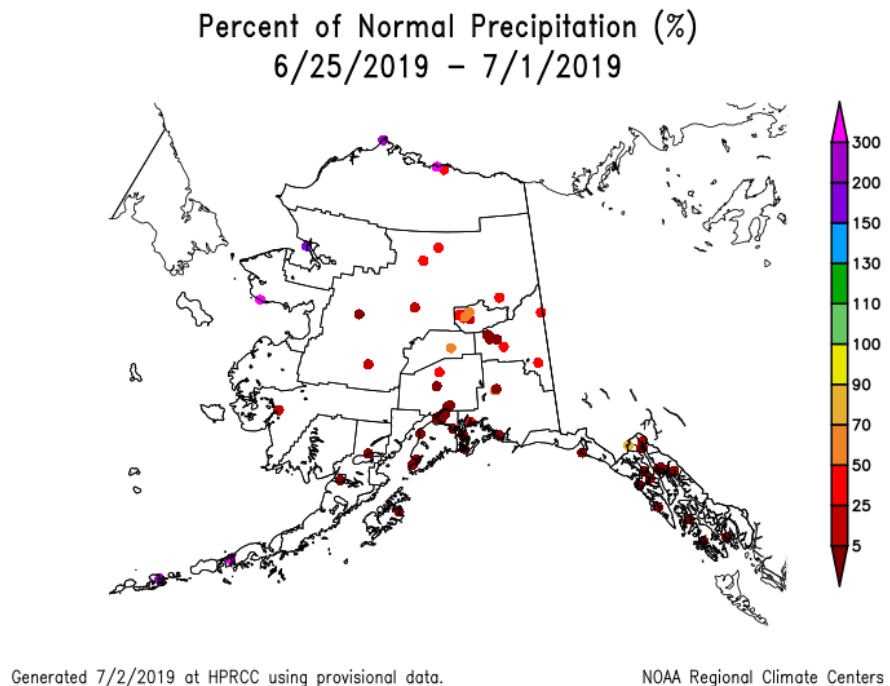 Percent of Normal Precipitation (%)
6/25/2019 – 7/1/2019
300
200
150
130
110
100
90
70
50
25
5
Generated 7/2/2019 at HPRCC using provisional data.
NOAA Regional Climate Centers